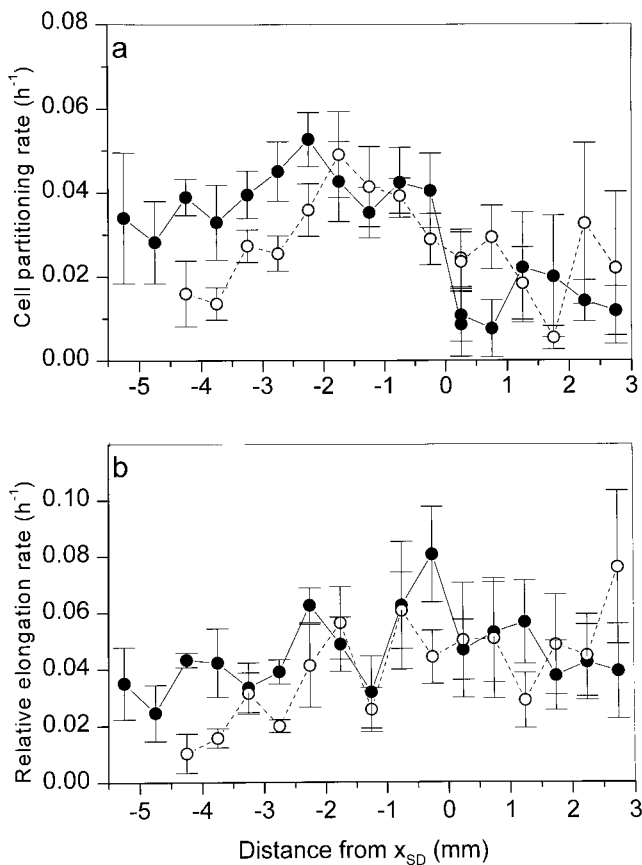 a
Cell partitioning rate (h⁻¹)
0.08
0.06
0.04
0.02
0.00
-5 -4 -3 -2 -1 0 1 2 3
b
Relative elongation rate (h⁻¹)
0.10
0.08
0.06
0.04
0.02
0.00
-5 -4 -3 -2 -1 0 1 2 3
Distance from x_SD (mm)